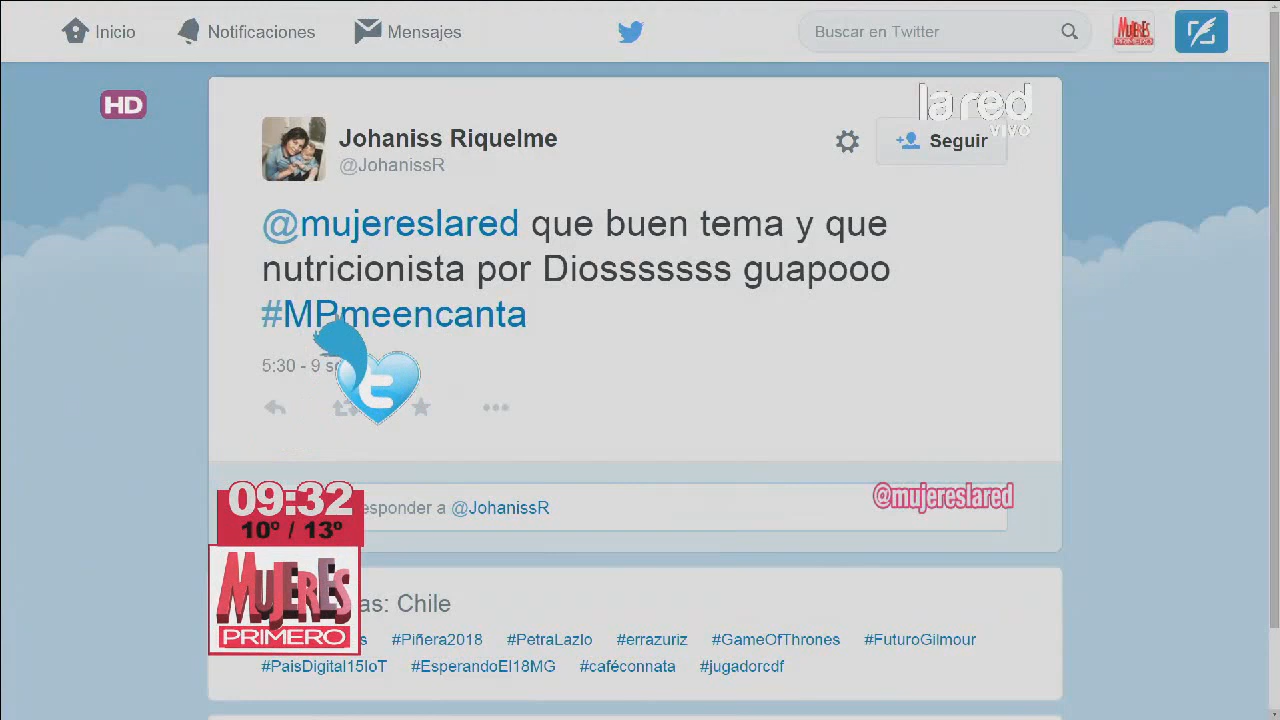 Inicio
Notificaciones
Mensajes
Buscar en Twitter
MUJERES
PRIMERO
HD
la red
VIVO
Johaniss Riquelme
@JohanissR
Seguir
@mujereslared que buen tema y que
nutricionista por Diosssssss guapooo
#MPmeencanta
5:30 - 9
@mujereslared
09:32
10º / 13º
esponder a @JohanissR
MUJERES
PRIMERO
as: Chile
#Piñera2018 #PetraLazlo #errazuriz #GameOfThrones #FuturoGilmour
#PaisDigital15IoT #EsperandoEl18MG #caféconnata #jugadorcdf